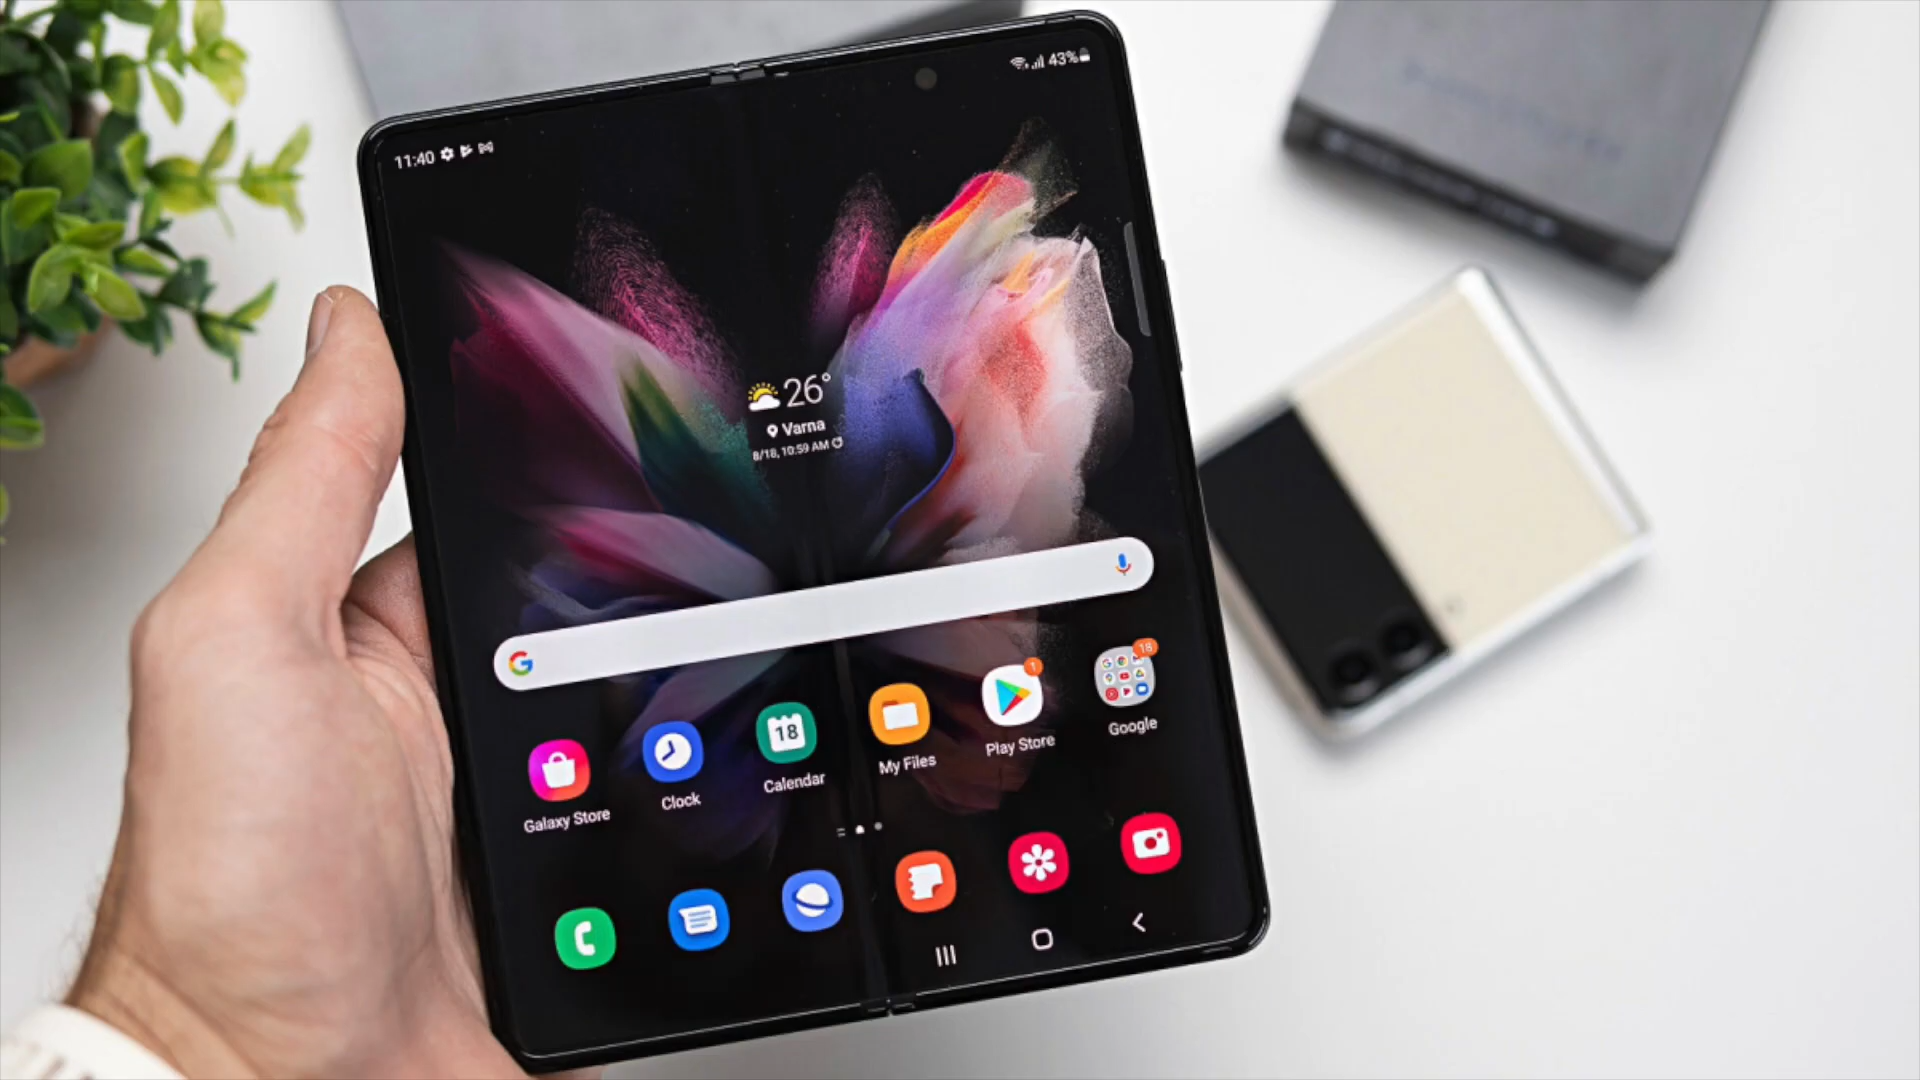 43%
11:40
26°
Varna
8/18, 10:59 AM
G
18
1
18
Galaxy Store
Clock
Calendar
My Files
Play Store
Google